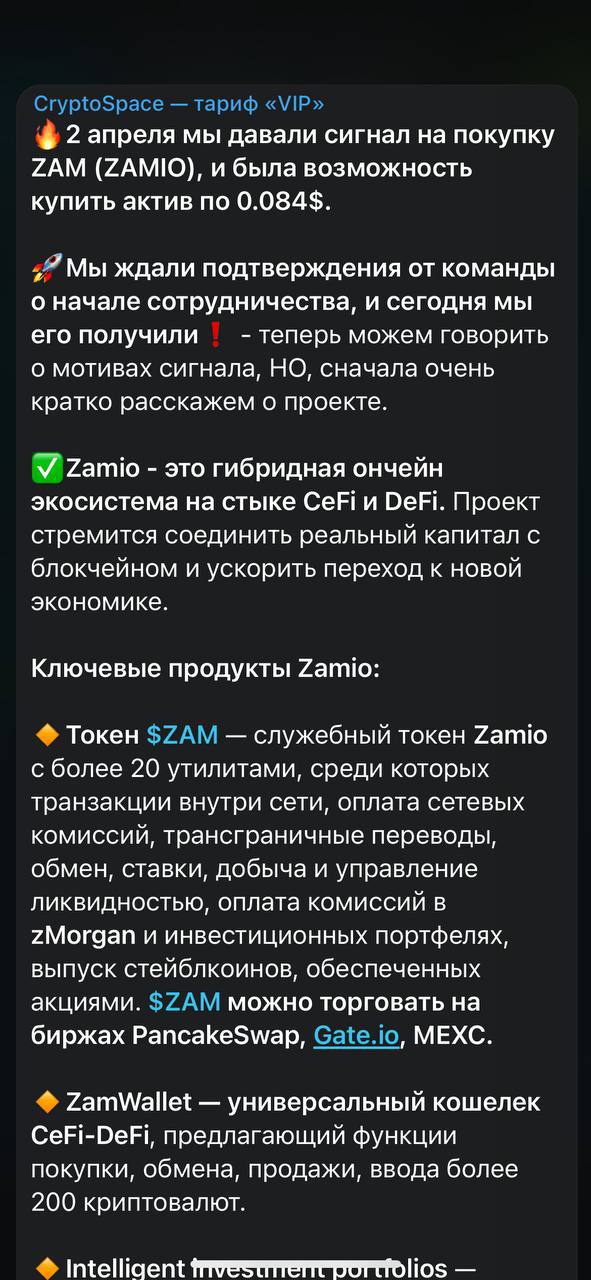 CryptoSpace — тариф «VIP»
🔥2 апреля мы давали сигнал на покупку
ZAM (ZAMIO), и была возможность
купить актив по 0.084$.
🚀Мы ждали подтверждения от команды
о начале сотрудничества, и сегодня мы
его получили❗ - теперь можем говорить
о мотивах сигнала, НО, сначала очень
кратко расскажем о проекте.
✅Zamio - это гибридная ончейн
экосистема на стыке CeFi и DeFi. Проект
стремится соединить реальный капитал с
блокчейном и ускорить переход к новой
экономике.
Ключевые продукты Zamio:
🔸Токен $ZAM — служебный токен Zamio
с более 20 утилитами, среди которых
транзакции внутри сети, оплата сетевых
комиссий, трансграничные переводы,
обмен, ставки, добыча и управление
ликвидностью, оплата комиссий в
zMorgan и инвестиционных портфелях,
выпуск стейблкоинов, обеспеченных
акциями. $ZAM можно торговать на
биржах PancakeSwap, Gate.io, MEXC.
🔸ZamWallet — универсальный кошелек
CeFi-DeFi, предлагающий функции
покупки, обмена, продажи, ввода более
200 криптовалют.
🔸Intelligent investment portfolios —